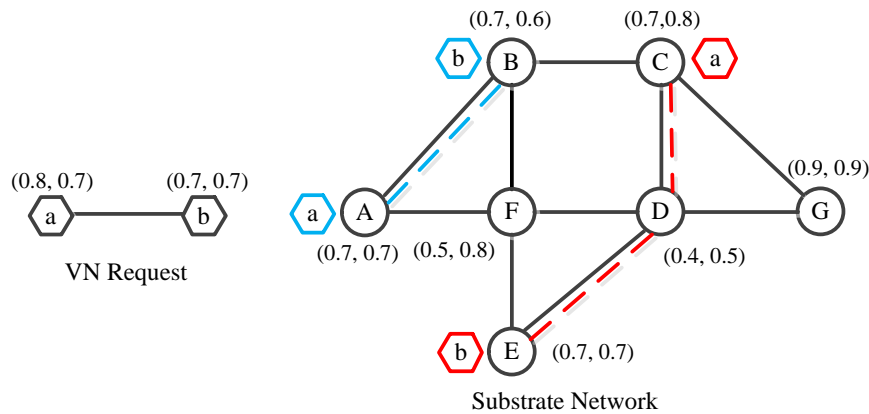 (0.7, 0.6)
(0.7,0.8)
b
B
C
a
(0.8, 0.7)
(0.7, 0.7)
(0.9, 0.9)
a
b
a
A
F
D
G
(0.7, 0.7)
(0.5, 0.8)
(0.4, 0.5)
VN Request
b
E
(0.7, 0.7)
Substrate Network